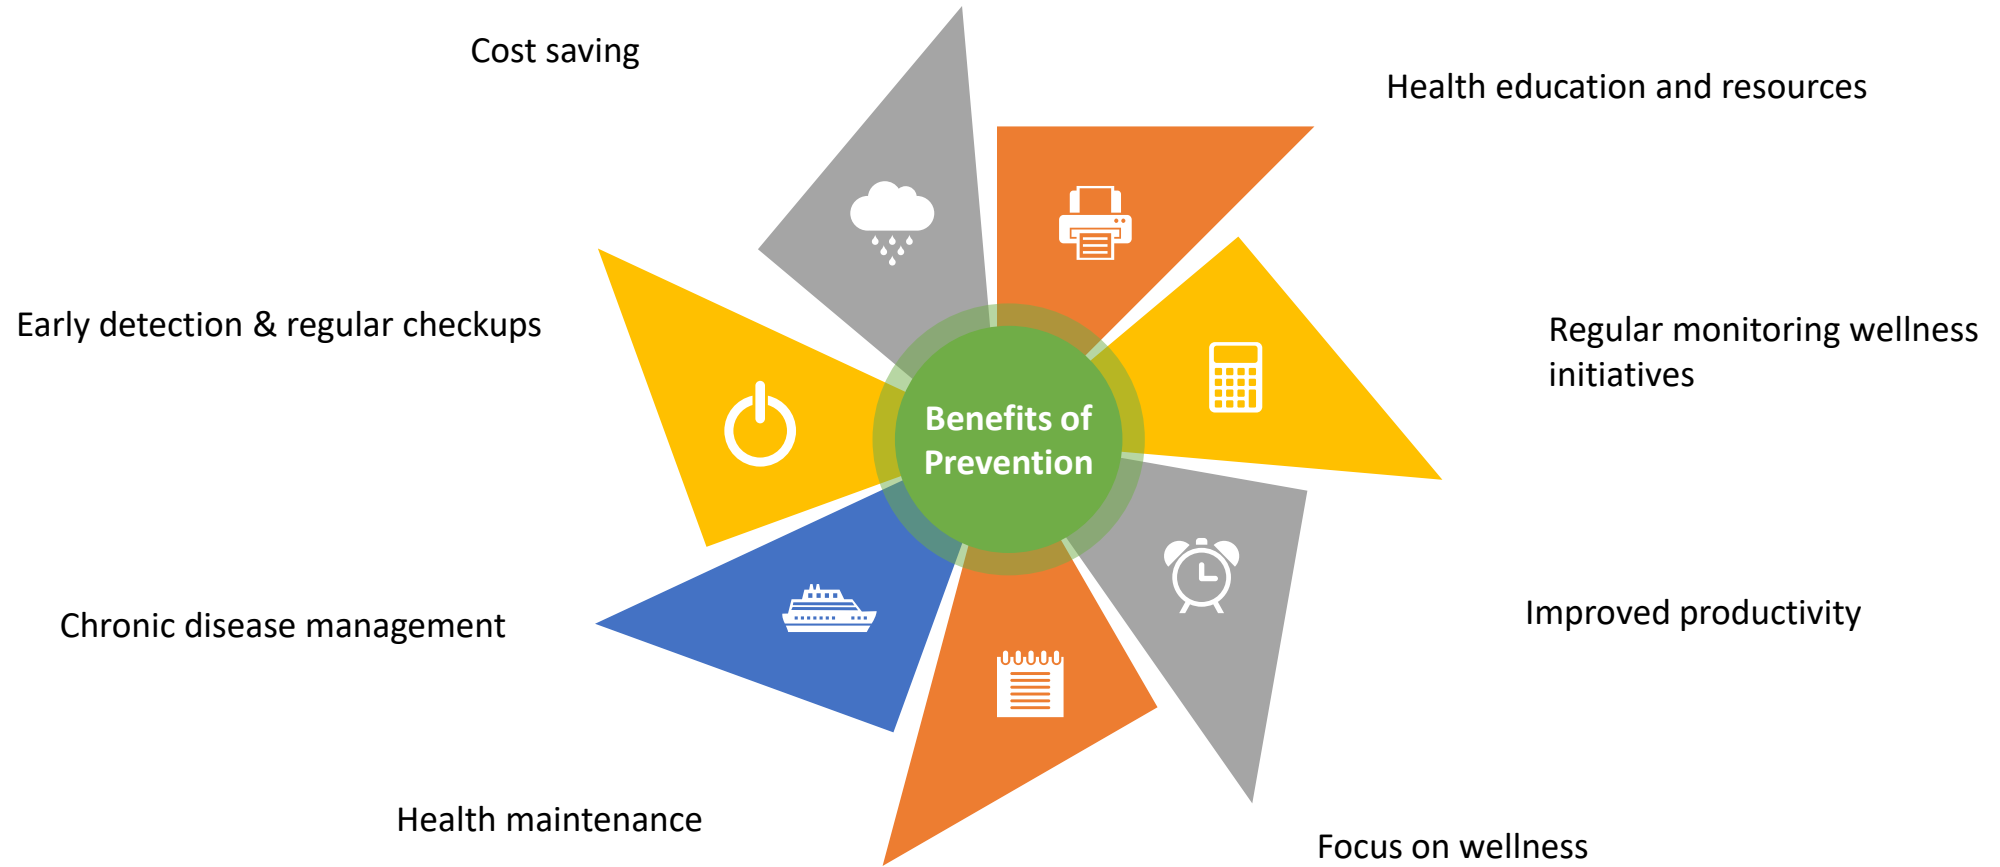 Cost saving
Health education and resources
Early detection & regular checkups
Regular monitoring wellness
initiatives
Benefits of
Prevention
Chronic disease management
Improved productivity
Health maintenance
Focus on wellness